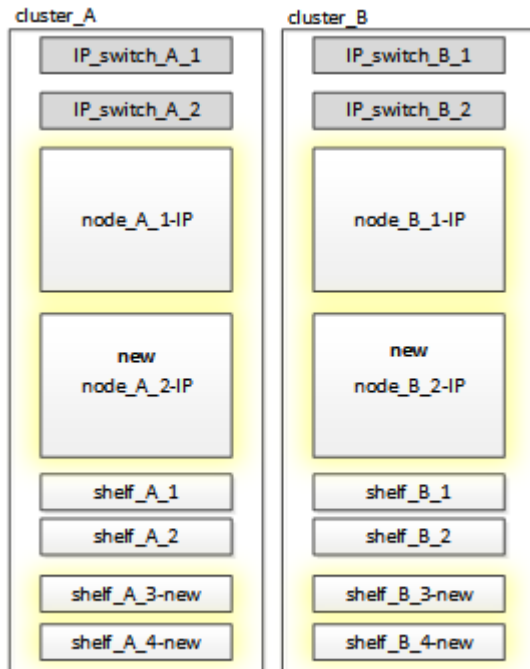 cluster_A
IP_switch_A_1
IP_switch_A_2
node_A_1-IP
new
node_A_2-IP
shelf_A_1
shelf_A_2
shelf_A_3-new
shelf_A_4-new
cluster_B
IP_switch_B_1
IP_switch_B_2
node_B_1-IP
new
node_B_2-IP
shelf_B_1
shelf_B_2
shelf_B_3-new
shelf_B_4-new